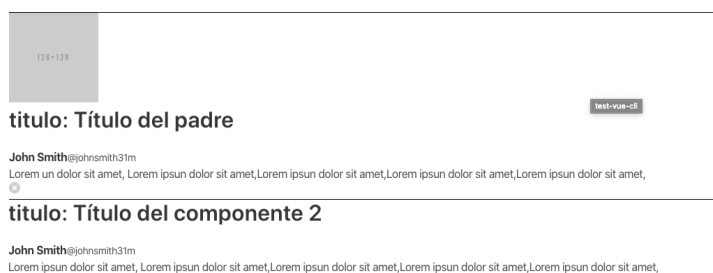 128×128
test-vue-cli
titulo: Título del padre
John Smith@johnsmith31m
Lorem un dolor sit amet, Lorem ipsun dolor sit amet,Lorem ipsun dolor sit amet,Lorem ipsun dolor sit amet,Lorem ipsun dolor sit amet,
titulo: Título del componente 2
John Smith@johnsmith31m
Lorem ipsun dolor sit amet, Lorem ipsun dolor sit amet,Lorem ipsun dolor sit amet,Lorem ipsun dolor sit amet,Lorem ipsun dolor sit amet,